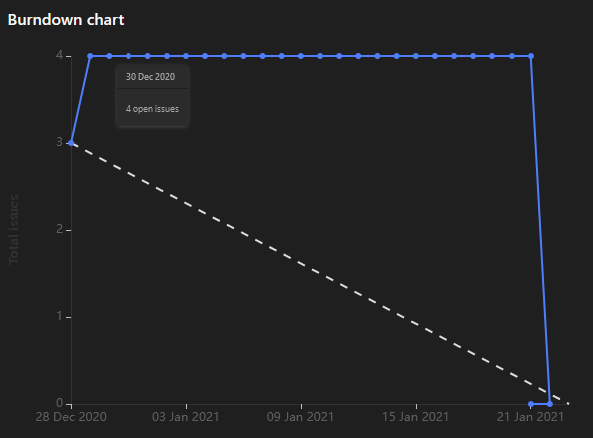 Burndown chart
4
30 Dec 2020
4 open issues
3
Total issues
2
1
0
28 Dec 2020 03 Jan 2021 09 Jan 2021 15 Jan 2021 21 Jan 2021